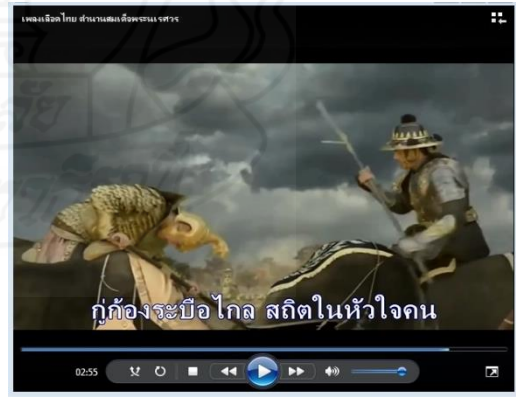 เพลงเลือดไทย ตำนานสมเด็จพระนเรศวร
กู่ก้องระบือไกล สถิตในหัวใจคน
02:55